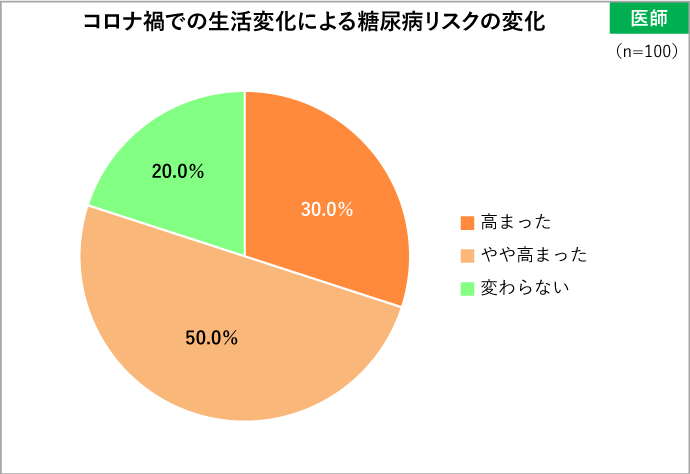 コロナ禍での生活変化による糖尿病リスクの変化
医師
（n=100）
20.0%
30.0%
50.0%
高まった
やや高まった
変わらない